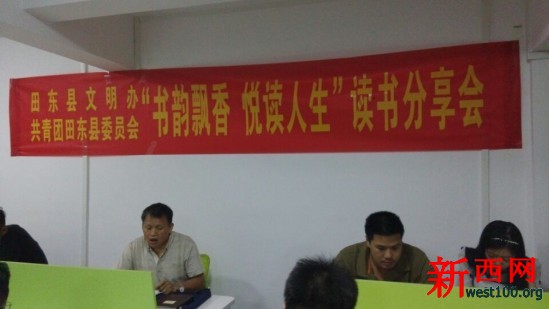 田东县文明办
共青团田东县委员会
“书韵飘香 悦读人生”读书分享会
新西网
west100.org